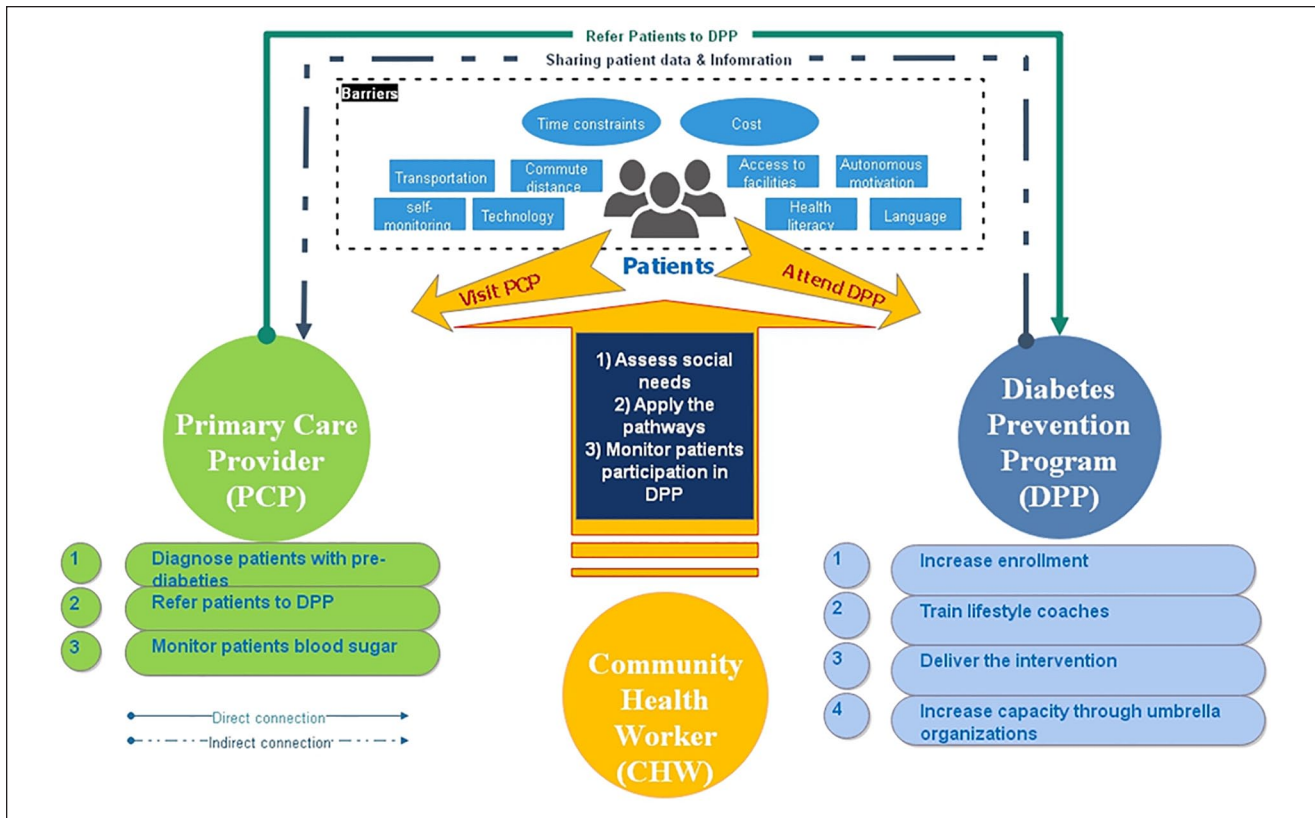 Refer Patients to DPP
Sharing patient data & Infomration
Barriers
Time constraints
Cost
Transportation
Commute
distance
Access to
facilities
Autonomous
motivation
self-
monitoring
Technology
Health
literacy
Language
Patients
Visit PCP
Attend DPP
Primary Care
Provider
(PCP)
1) Assess social
needs
2) Apply the
pathways
3) Monitor patients
participation in
DPP
Diabetes
Prevention
Program
(DPP)
1
Diagnose patients with pre-
diabeties
2
Refer patients to DPP
3
Monitor patients blood sugar
1
Increase enrollment
2
Train lifestyle coaches
3
Deliver the intervention
4
Increase capacity through umbrella
organizations
Community
Health
Worker
(CHW)
Direct connection
Indirect connection